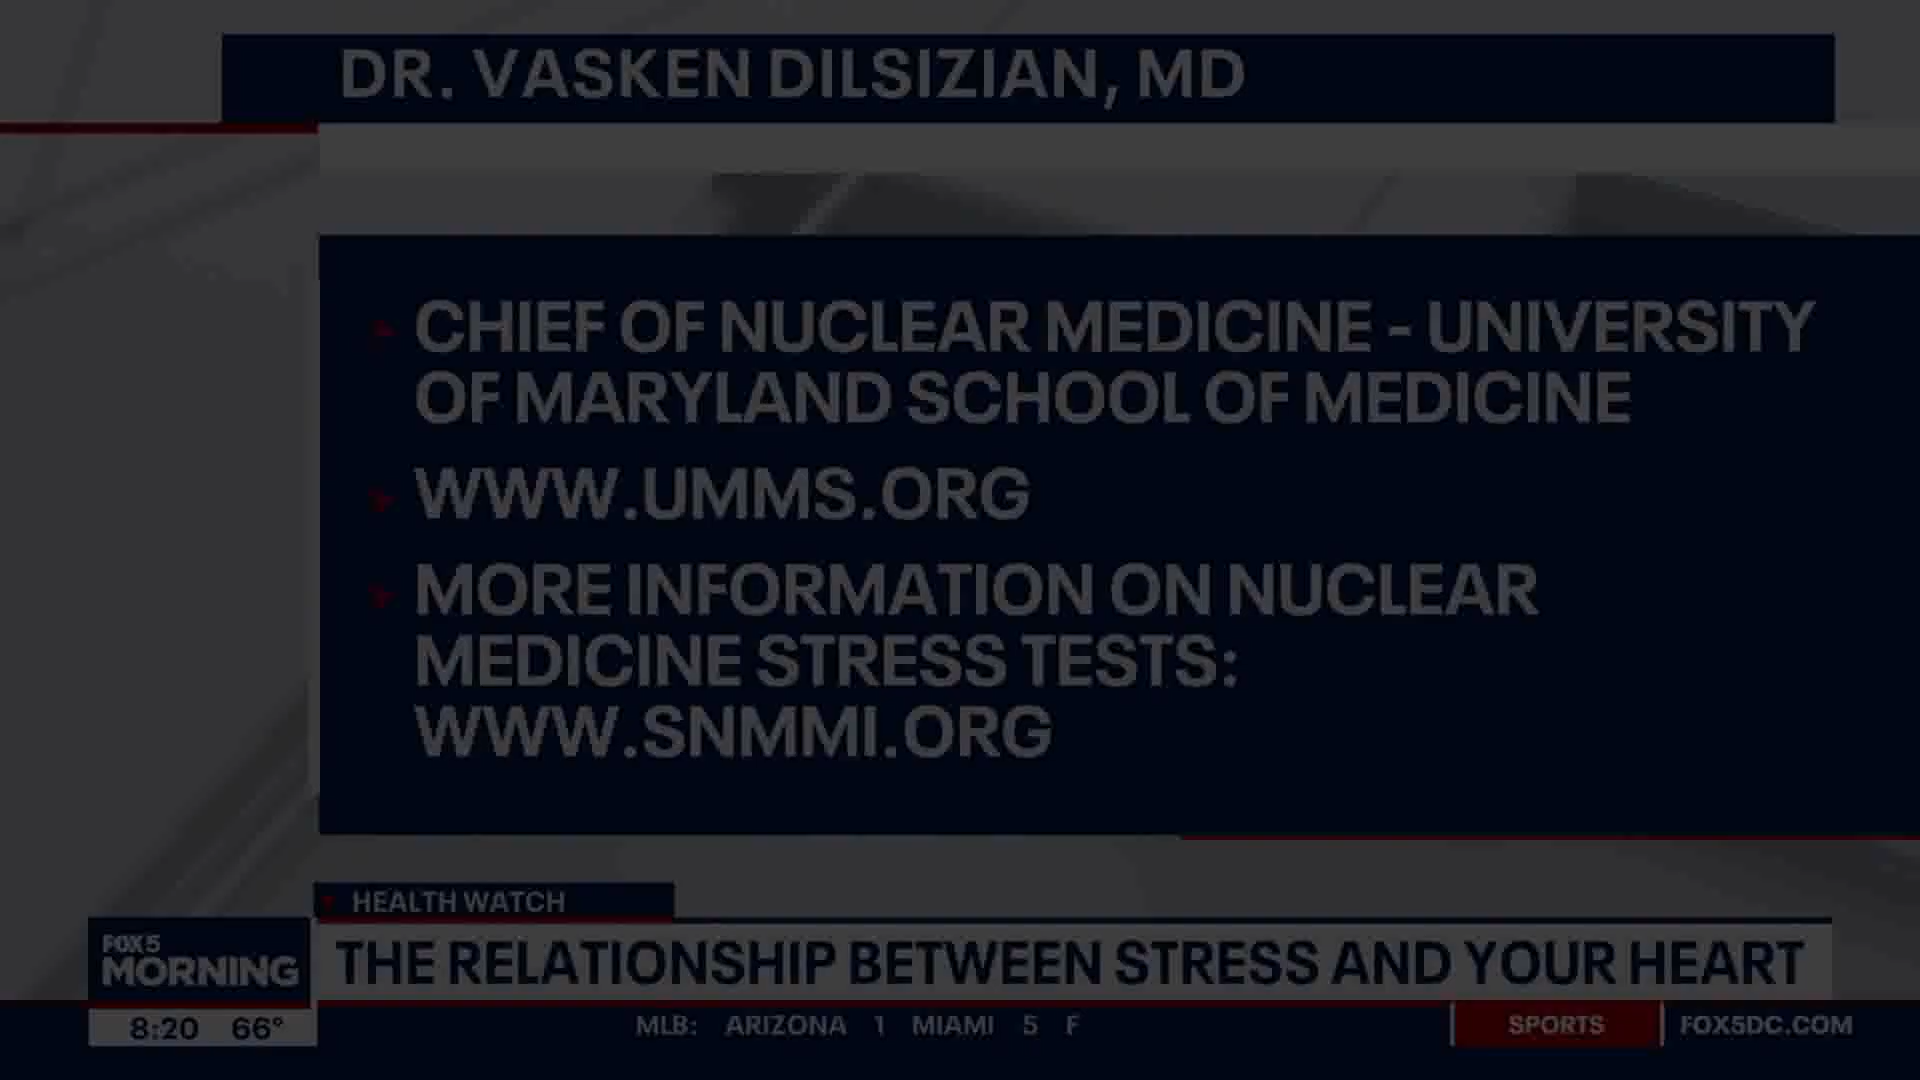 DR. VASKEN DILSIZIAN, MD
CHIEF OF NUCLEAR MEDICINE - UNIVERSITY
OF MARYLAND SCHOOL OF MEDICINE
WWW.UMMS.ORG
MORE INFORMATION ON NUCLEAR
MEDICINE STRESS TESTS:
WWW.SNMMI.ORG
HEALTH WATCH
FOX 5
MORNING
THE RELATIONSHIP BETWEEN STRESS AND YOUR HEART
8:20 66°
MLB: ARIZONA 1 MIAMI 5 F
SPORTS
FOX5DC.COM